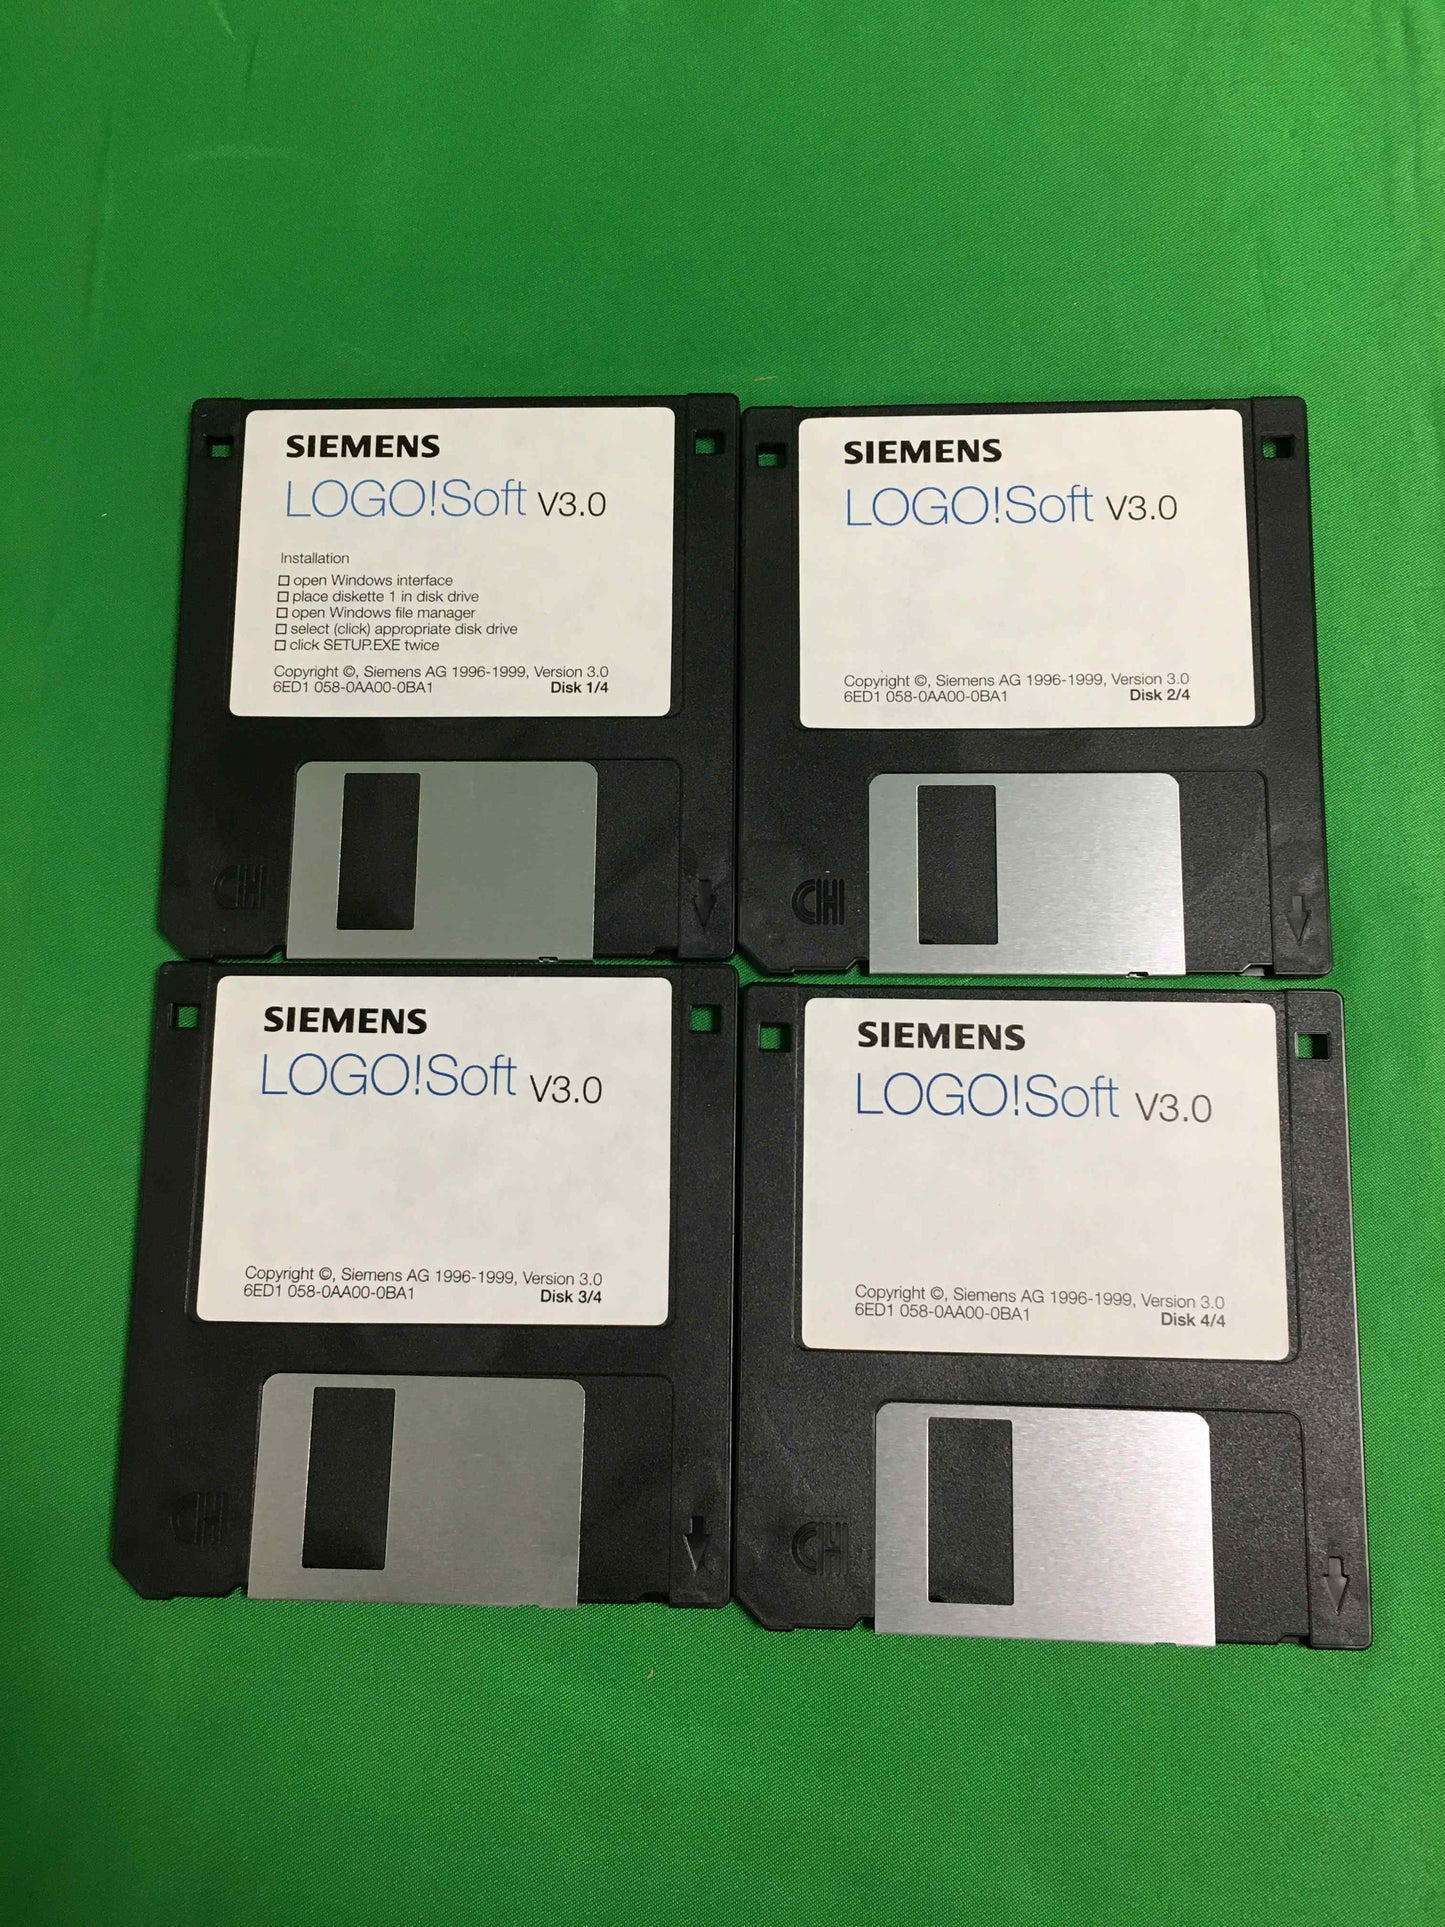 SIEMENS
LOGO!Soft V3.0
Installation
☐ open Windows interface
☐ place diskette 1 in disk drive
☐ open Windows file manager
☐ select (click) appropriate disk drive
☐ click SETUP.EXE twice
Copyright ©, Siemens AG 1996-1999, Version 3.0
6ED1 058-0AA00-0BA1 Disk 1/4
SIEMENS
LOGO!Soft V3.0
Copyright ©, Siemens AG 1996-1999, Version 3.0
6ED1 058-0AA00-0BA1 Disk 2/4
SIEMENS
LOGO!Soft V3.0
Copyright ©, Siemens AG 1996-1999, Version 3.0
6ED1 058-0AA00-0BA1 Disk 3/4
SIEMENS
LOGO!Soft V3.0
Copyright ©, Siemens AG 1996-1999, Version 3.0
6ED1 058-0AA00-0BA1 Disk 4/4